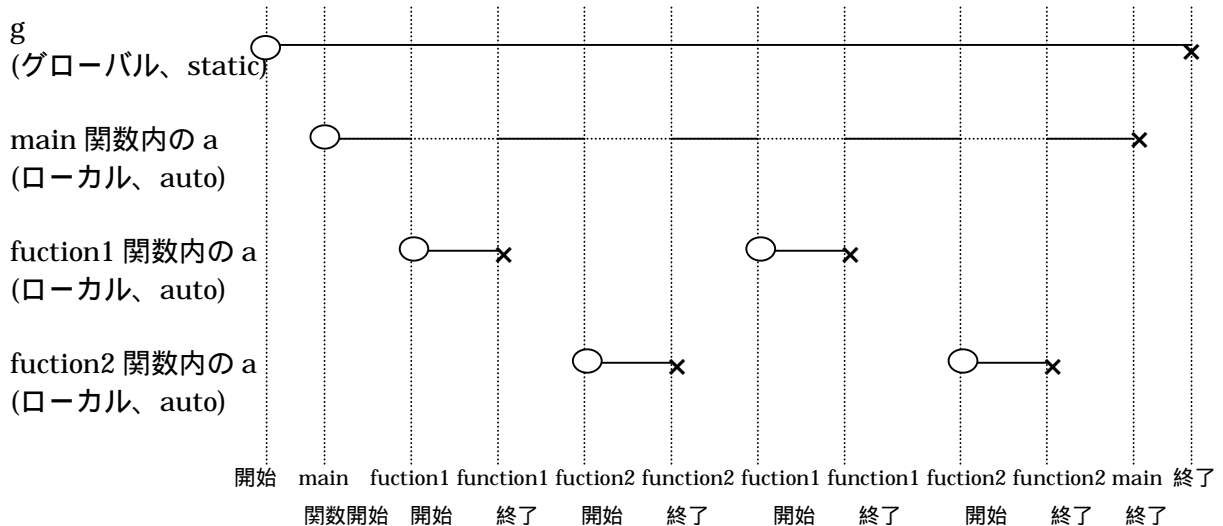 g
(グローバル、static)
main 関数内の a
(ローカル、auto)
fuction1 関数内の a
(ローカル、auto)
fuction2 関数内の a
(ローカル、auto)
開始 main fuction1 function1 fuction2 function2 fuction1 function1 fuction2 function2 main 終了
関数開始 開始 終了 開始 終了 開始 終了 開始 終了 終了